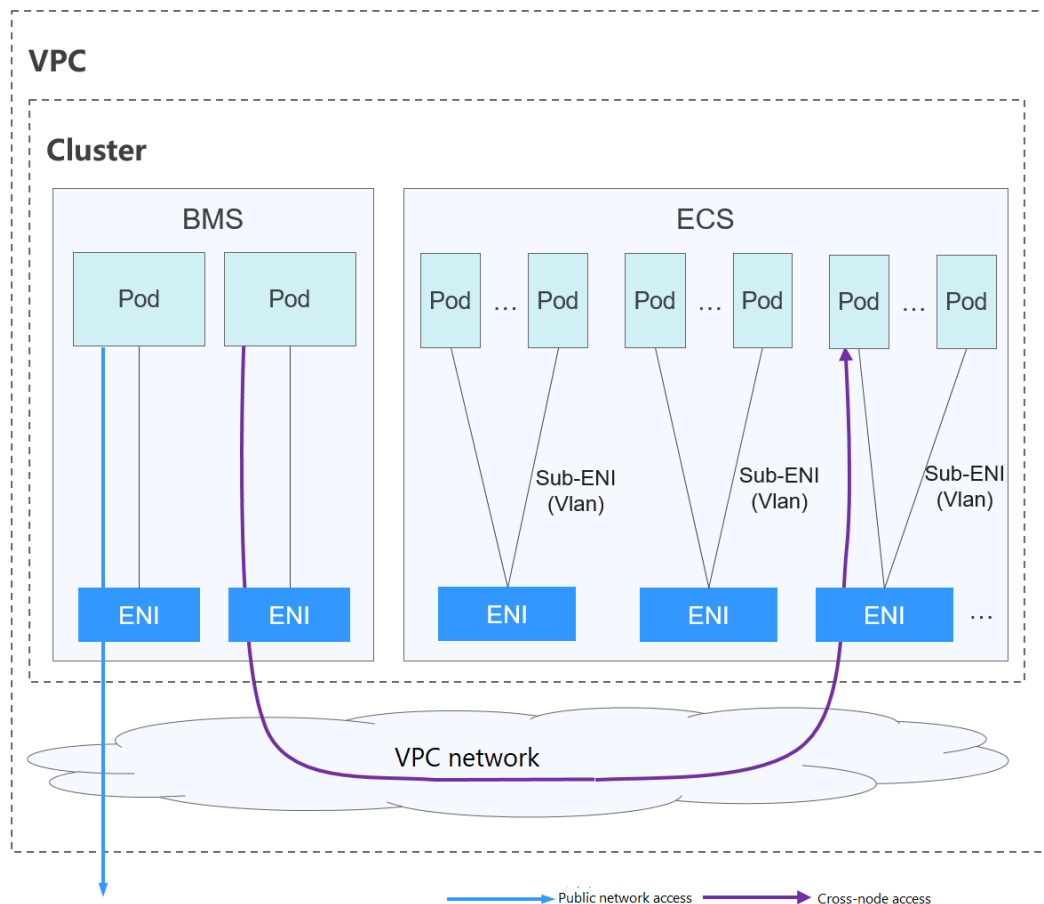 VPC
Cluster
BMS
ECS
Pod
Pod
Pod
...
Pod
Pod
...
Pod
Pod
...
Pod
Sub-ENI
(Vlan)
Sub-ENI
(Vlan)
Sub-ENI
(Vlan)
ENI
ENI
ENI
ENI
ENI
...
VPC network
Public network access
Cross-node access